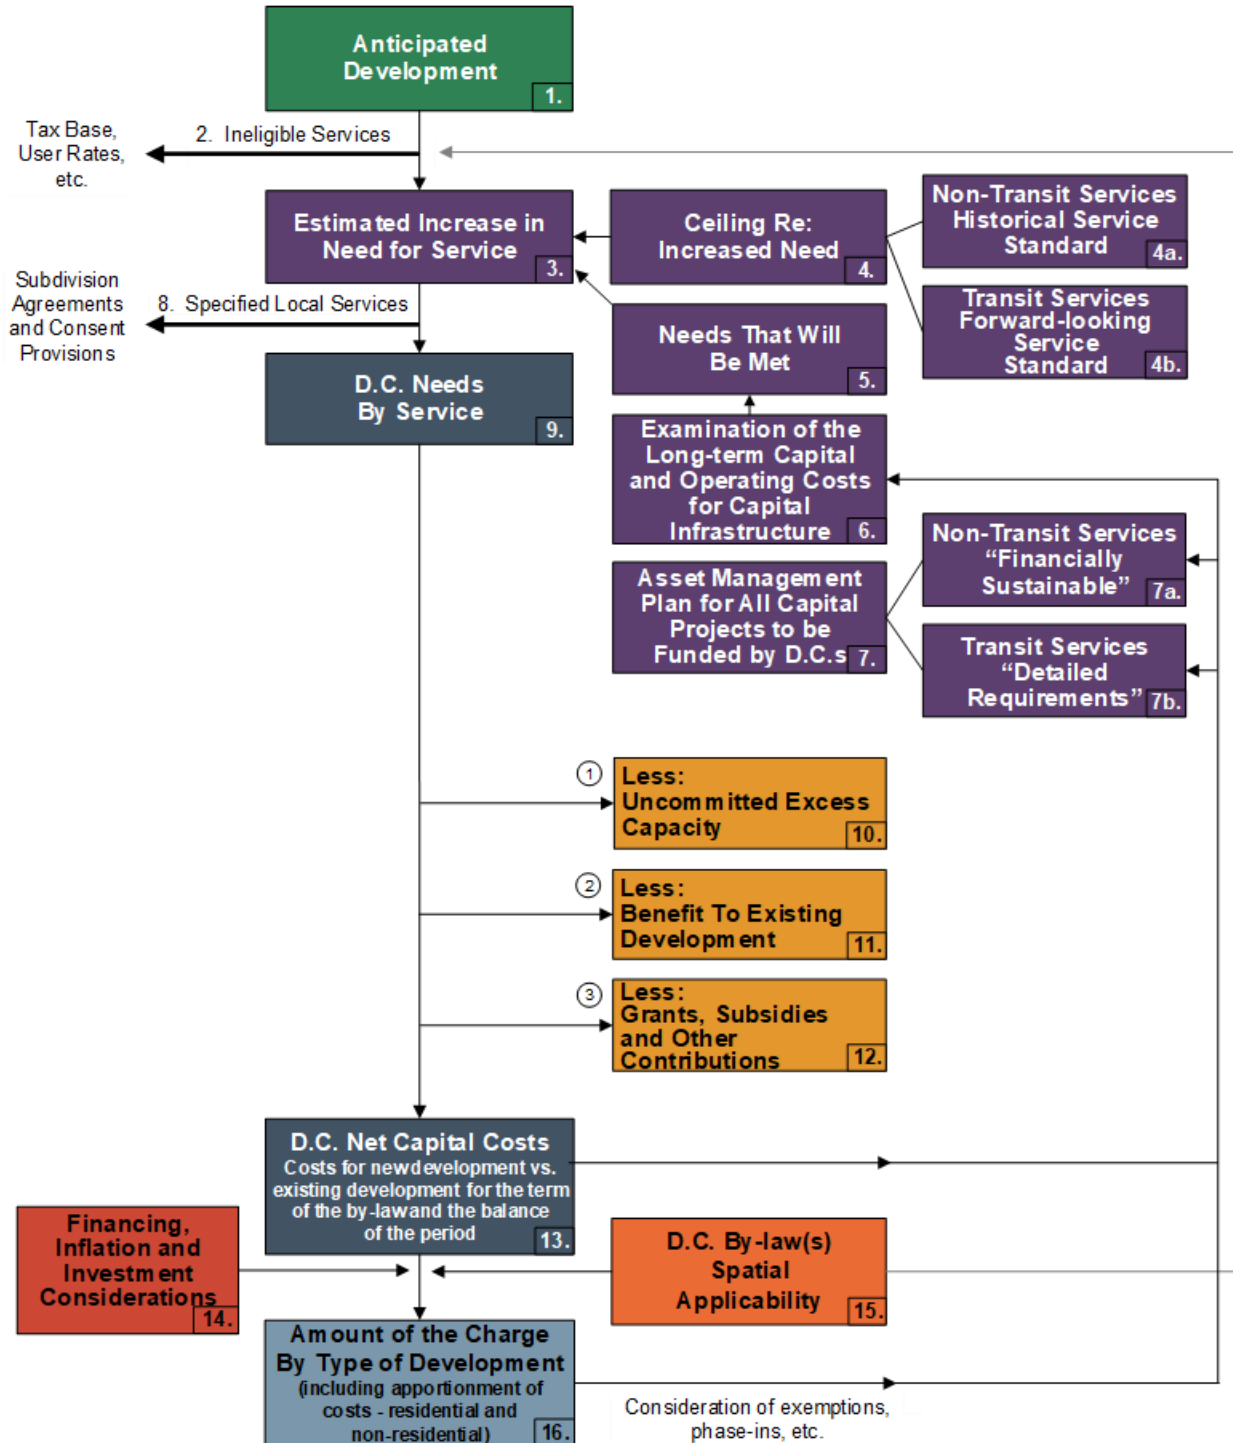 Anticipated
Development
1.
Tax Base,
User Rates,
etc.
2.  Ineligible Services
Estimated Increase in
Need for Service
3.
Ceiling Re:
Increased Need
4.
Non-Transit Services
Historical Service
Standard
4a.
Transit Services
Forward-looking
Service
Standard
4b.
Subdivision
Agreements
and Consent
Provisions
8.  Specified Local Services
Needs That Will
Be Met
5.
D.C. Needs
By Service
9.
Examination of the
Long-term Capital
and Operating Costs
for Capital
Infrastructure
6.
Non-Transit Services
“Financially
Sustainable”
7a.
Asset Management
Plan for All Capital
Projects to be
Funded by D.C.s
7.
Transit Services
“Detailed
Requirements”
7b.
1
Less:
Uncommitted Excess
Capacity
10.
2
Less:
Benefit To Existing
Development
11.
3
Less:
Grants, Subsidies
and Other
Contributions
12.
D.C. Net Capital Costs
Costs for new development vs.
existing development for the term
of the by-law and the balance
of the period
13.
Financing,
Inflation and
Investment
Considerations
14.
D.C. By-law(s)
Spatial
Applicability
15.
Amount of the Charge
By Type of Development
(including apportionment of
costs - residential and
non-residential)
16.
Consideration of exemptions,
phase-ins, etc.